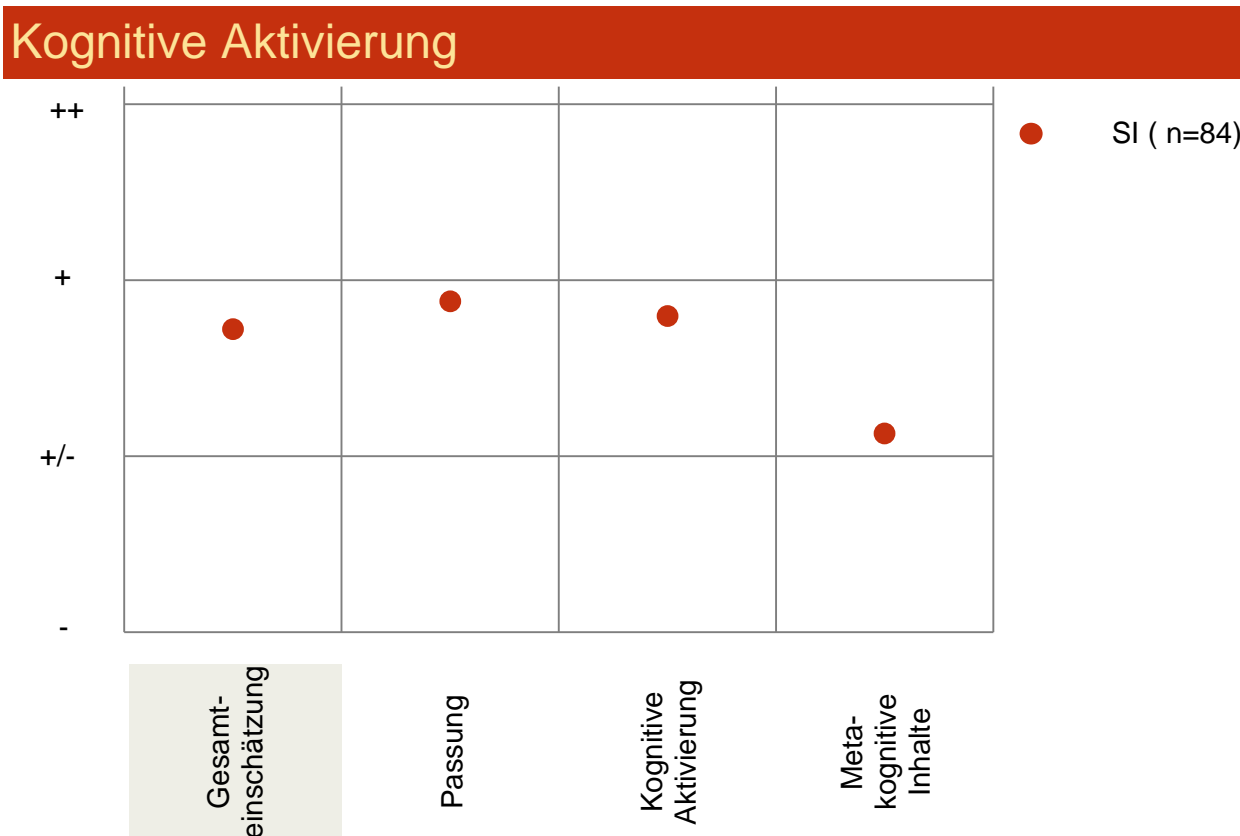 Kognitive Aktivierung
++
+
+/-
-
SI ( n=84)
Gesamt-
einschätzung
Passung
Kognitive
Aktivierung
Meta-
kognitive
Inhalte